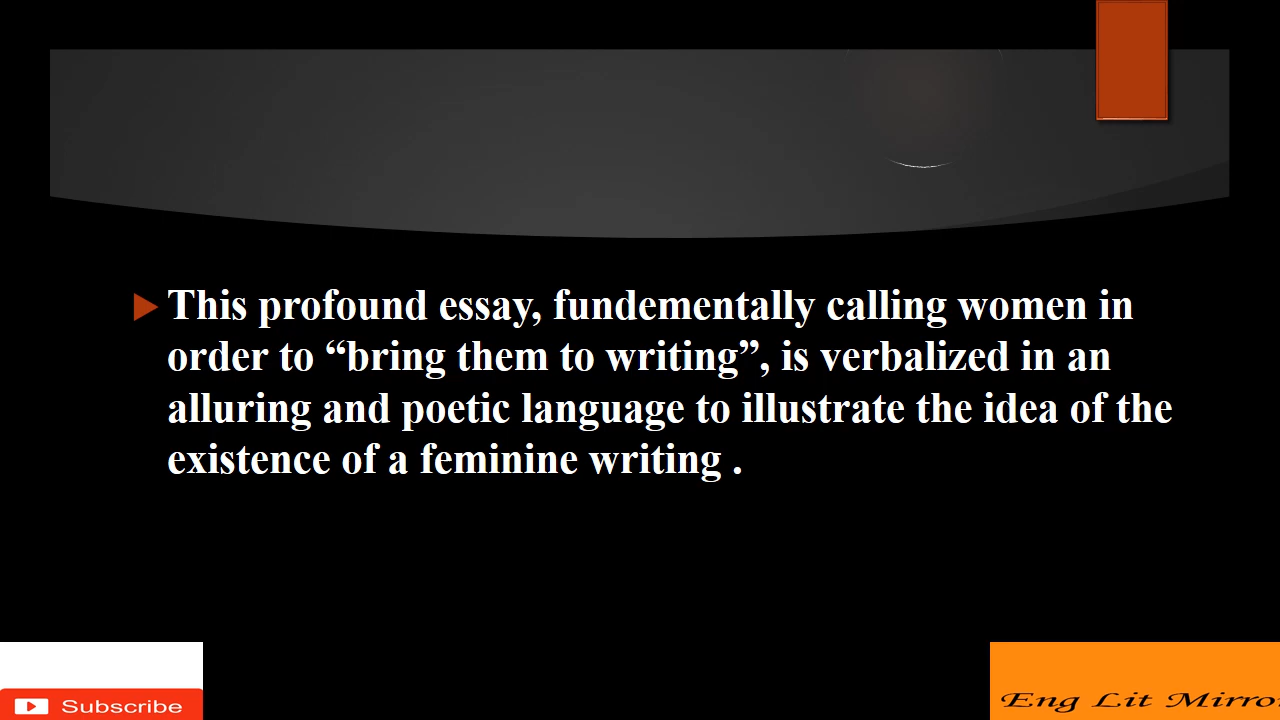 This profound essay, fundementally calling women in
order to “bring them to writing”, is verbalized in an
alluring and poetic language to illustrate the idea of the
existence of a feminine writing .
Subscribe
Eng Lit Mirror